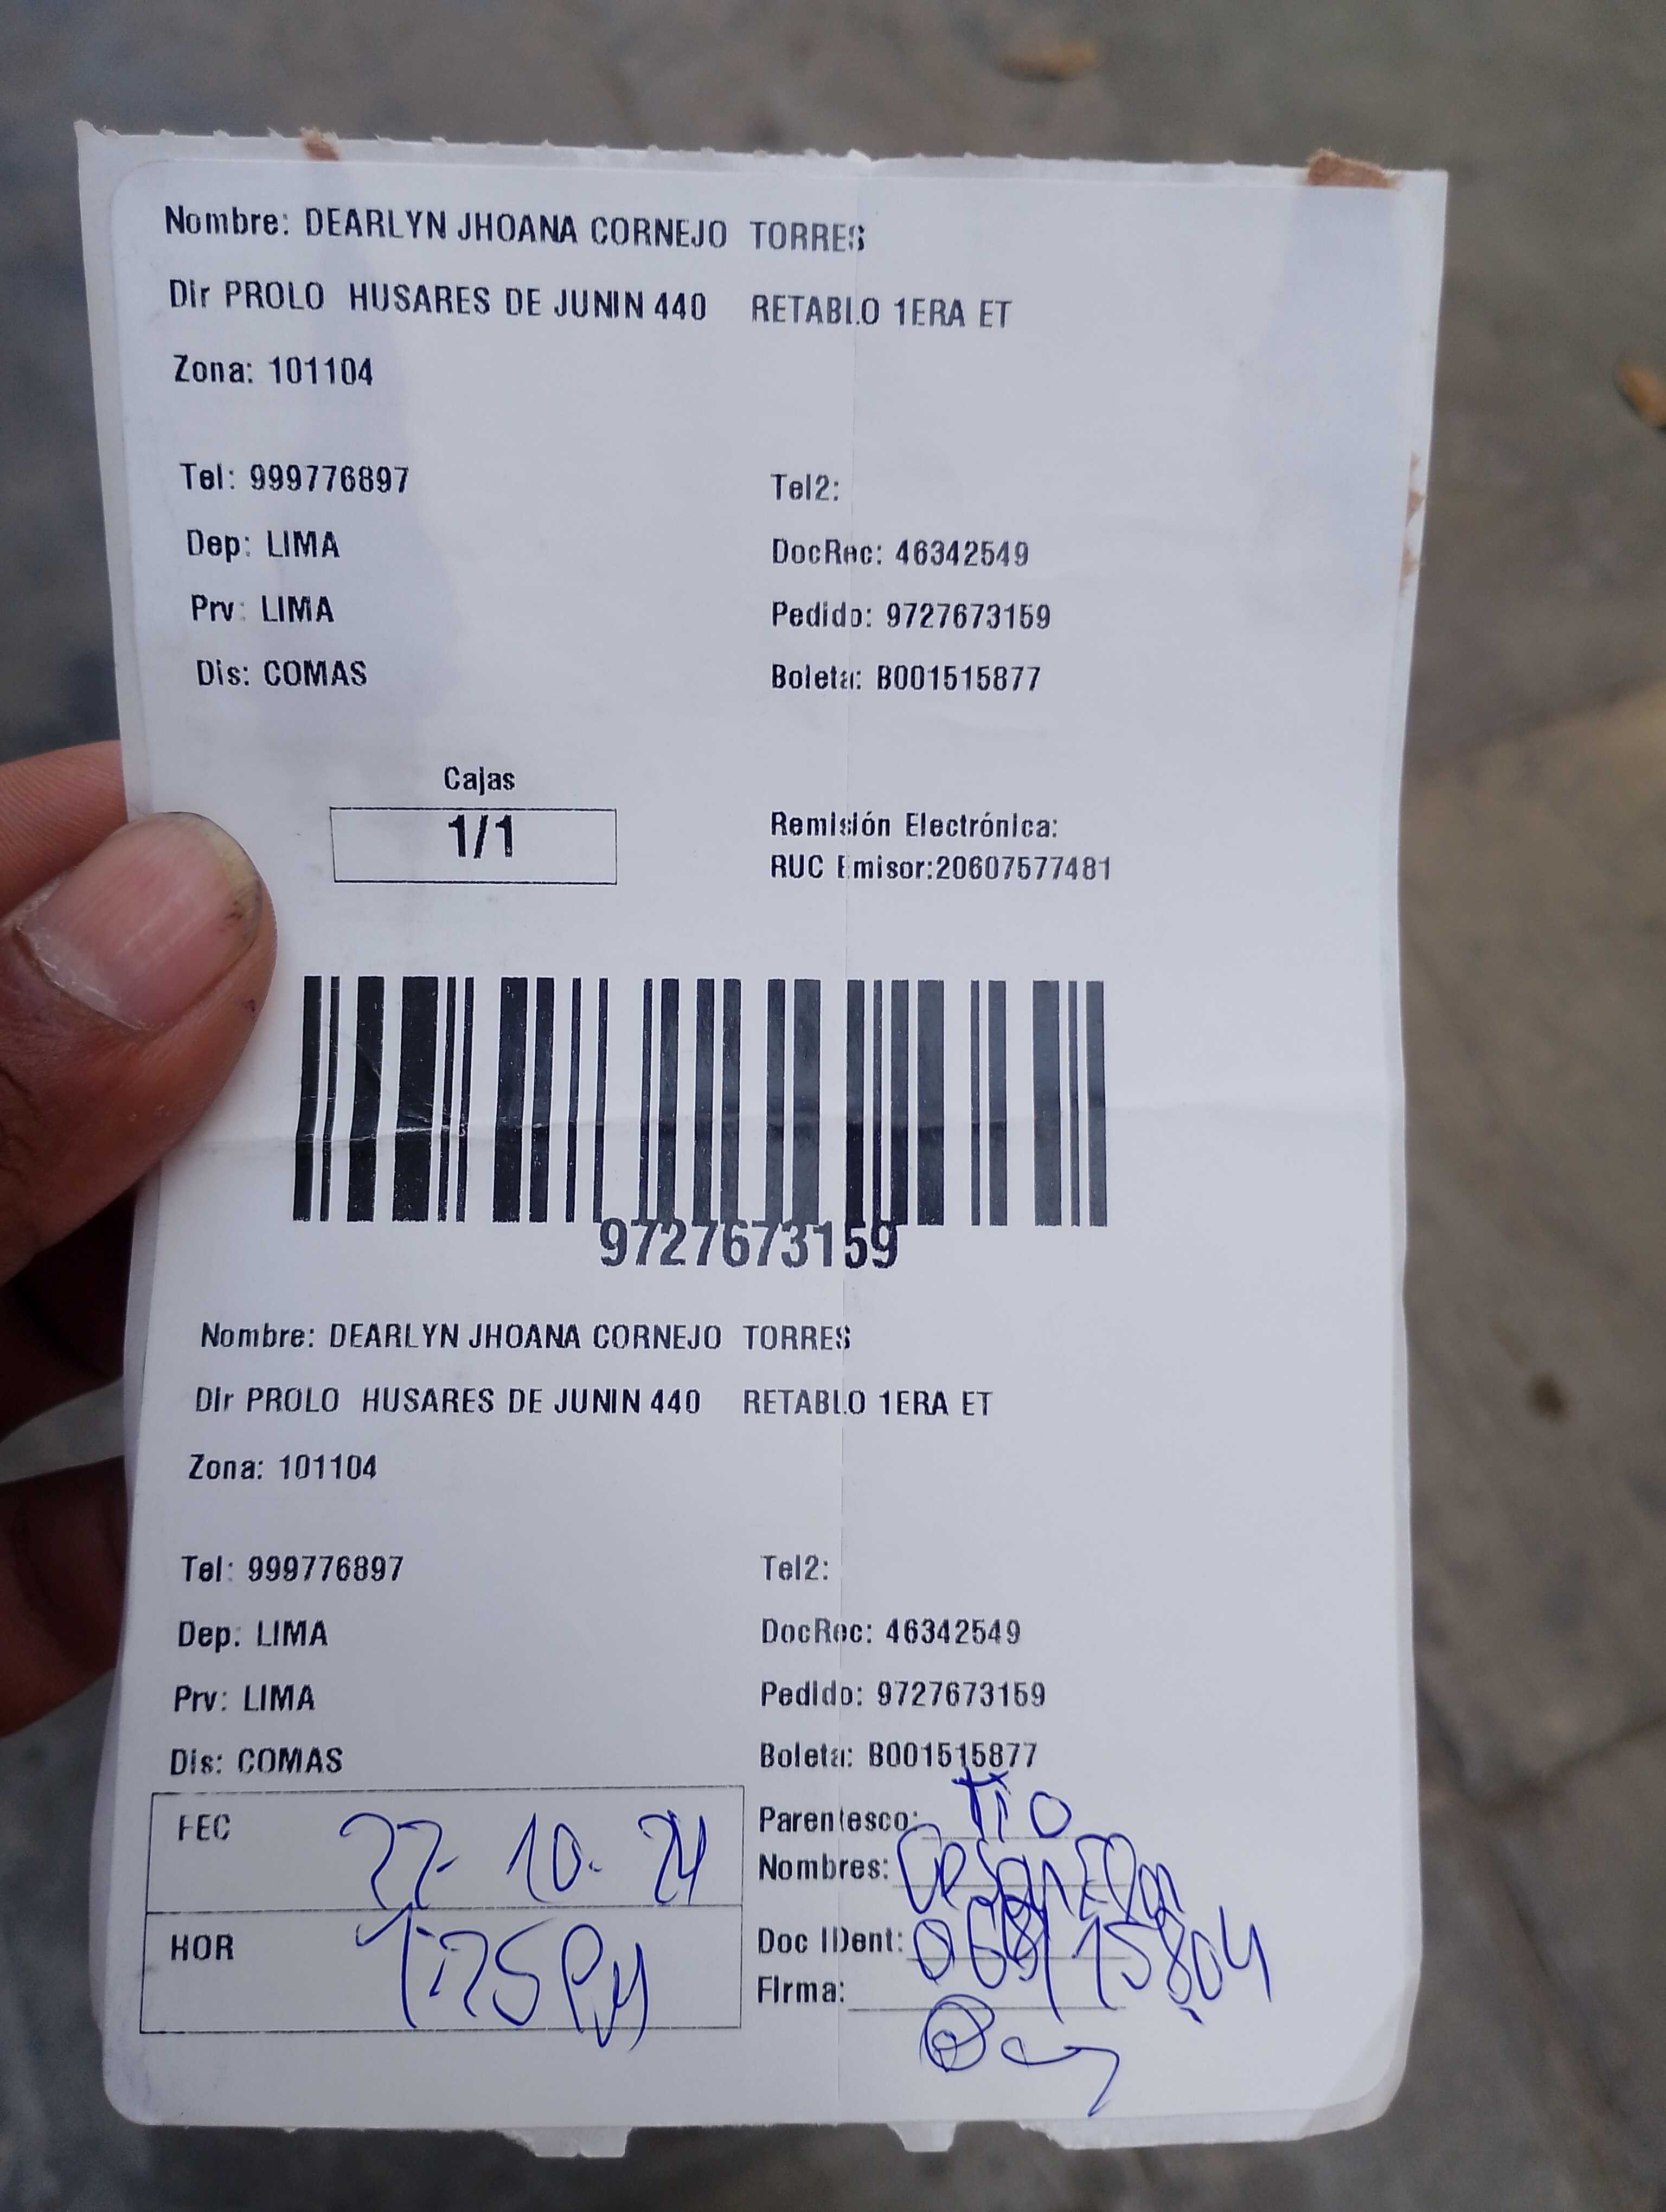 Nombre: DEARLYN JHOANA CORNEJO TORRES
Dir PROLO HUSARES DE JUNIN 440 RETABLO 1ERA ET
Zona: 101104
Tel: 999776897 Tel2:
Dep: LIMA DocRec: 46342549
Prv: LIMA Pedido: 9727673159
Dis: COMAS Boleta: B001515877
Cajas
1/1
Remisión Electrónica:
RUC Emisor:20607577481
9727673159
Nombre: DEARLYN JHOANA CORNEJO TORRES
Dir PROLO HUSARES DE JUNIN 440 RETABLO 1ERA ET
Zona: 101104
Tel: 999776897 Tel2:
Dep: LIMA DocRec: 46342549
Prv: LIMA Pedido: 9727673159
Dis: COMAS Boleta: B001515877
FEC
HOR
Parentesco: Tio
Nombres:
Doc IDent:
Firma: